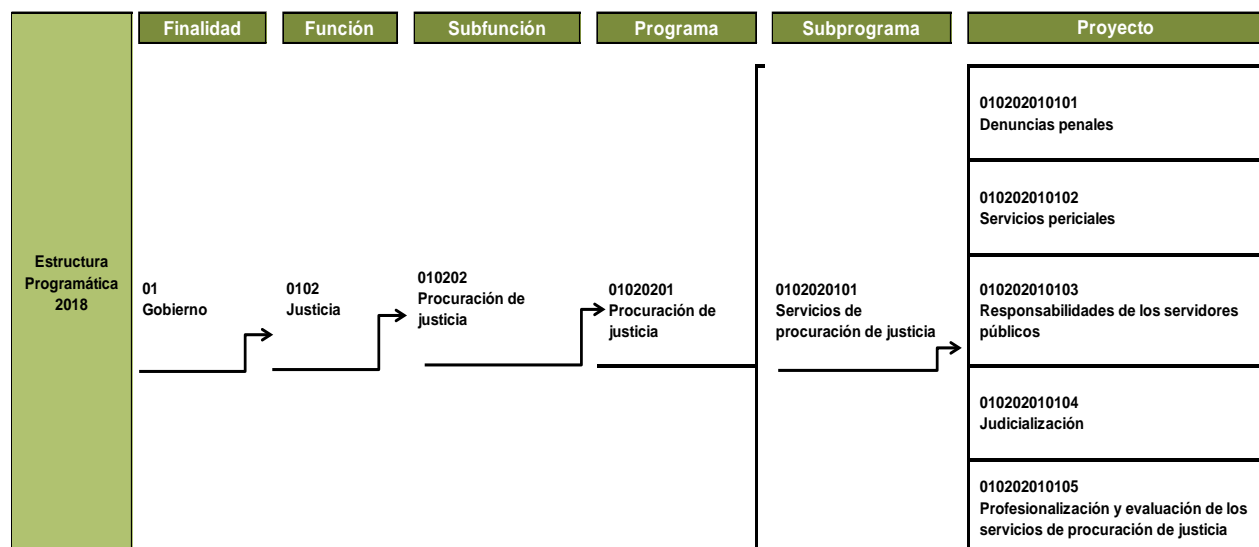 Finalidad
Función
Subfunción
Programa
Subprograma
Proyecto
Estructura
Programática
2018
01
Gobierno
0102
Justicia
010202
Procuración de
justicia
01020201
Procuración de
justicia
0102020101
Servicios de
procuración de justicia
010202010101
Denuncias penales
010202010102
Servicios periciales
010202010103
Responsabilidades de los servidores
públicos
010202010104
Judicialización
010202010105
Profesionalización y evaluación de los
servicios de procuración de justicia